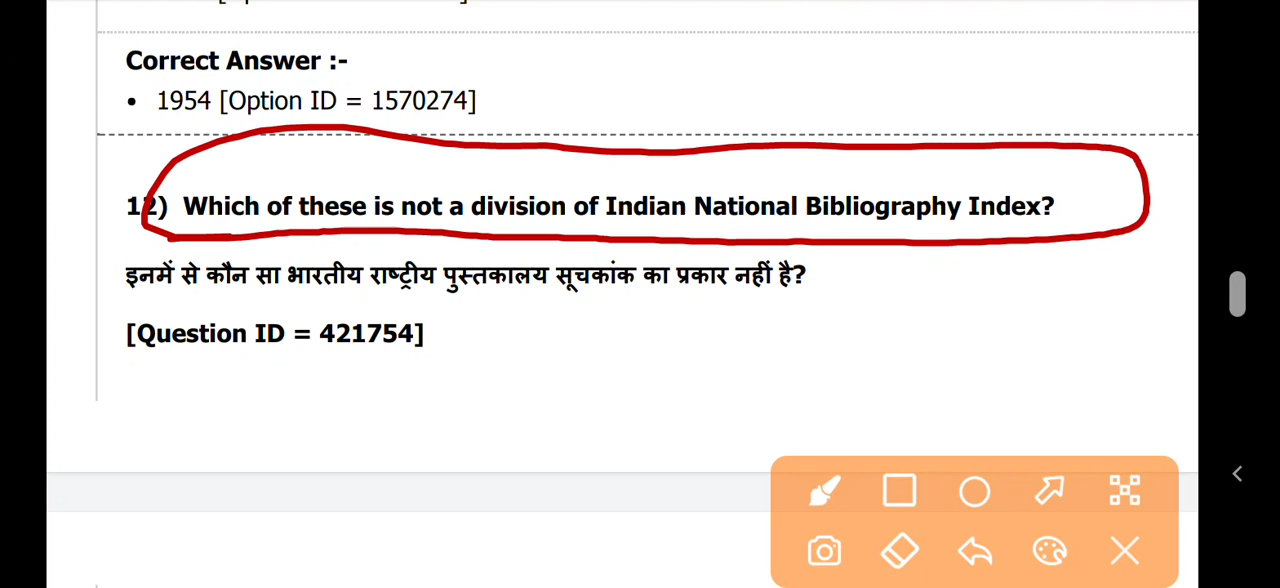 Correct Answer :-
• 1954 [Option ID = 1570274]
12) Which of these is not a division of Indian National Bibliography Index?
इनमें से कौन सा भारतीय राष्ट्रीय पुस्तकालय सूचकांक का प्रकार नहीं है?
[Question ID = 421754]